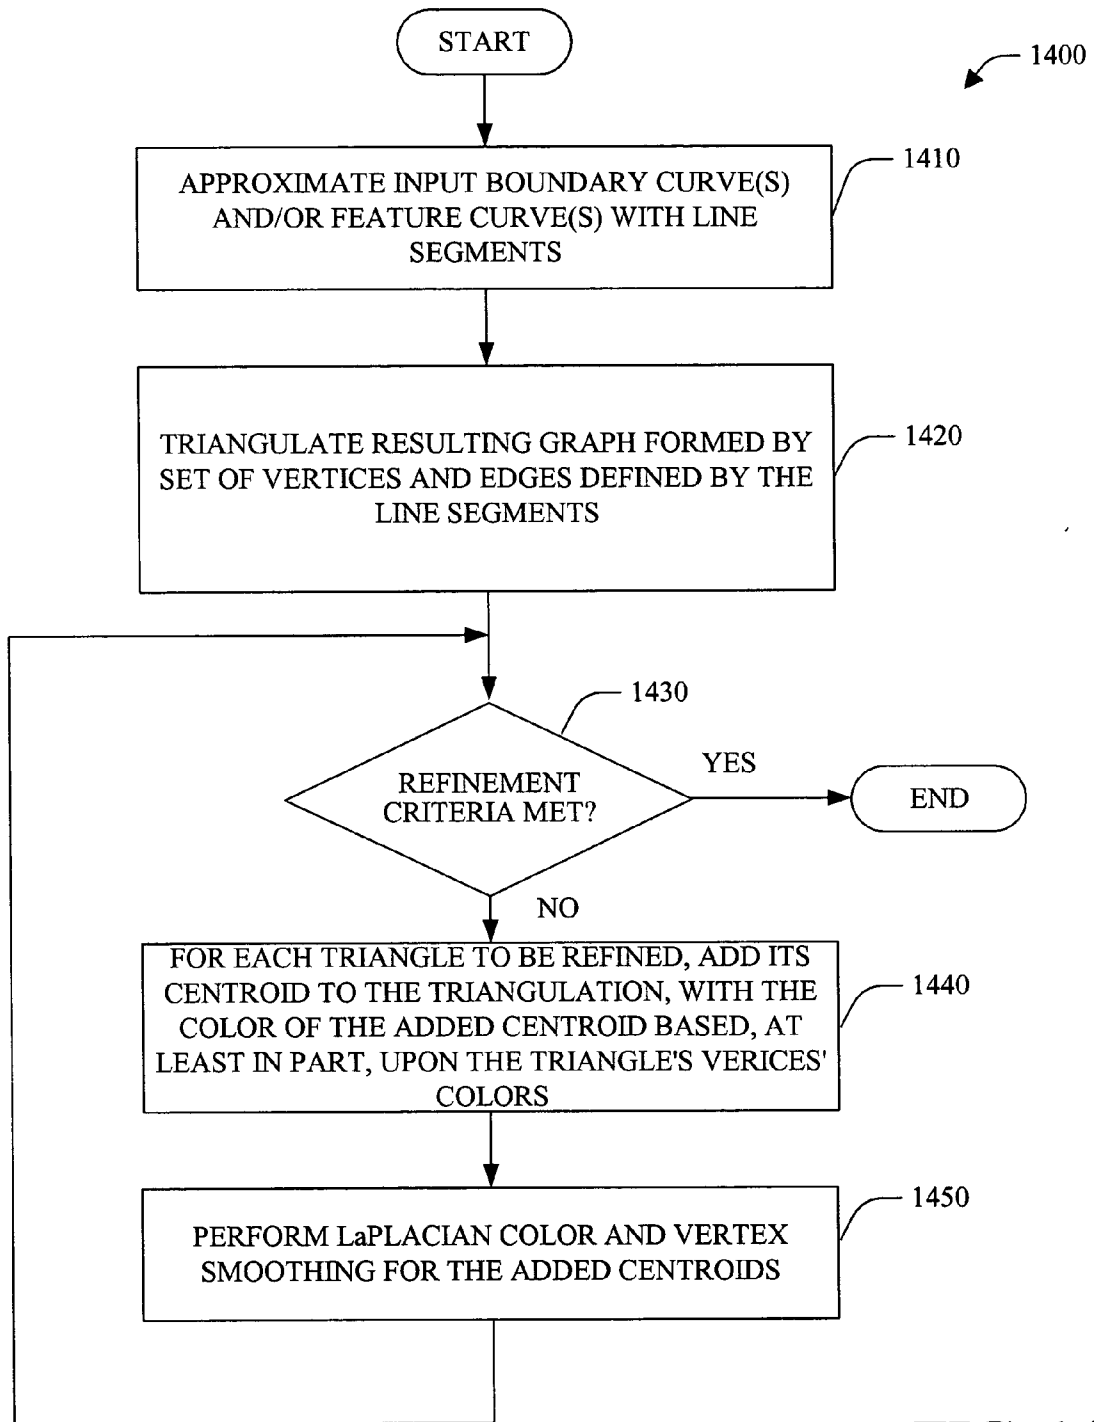 START
1400
1410
APPROXIMATE INPUT BOUNDARY CURVE(S)
AND/OR FEATURE CURVE(S) WITH LINE
SEGMENTS
1420
TRIANGULATE RESULTING GRAPH FORMED BY
SET OF VERTICES AND EDGES DEFINED BY THE
LINE SEGMENTS
1430
REFINEMENT
CRITERIA MET?
YES
END
NO
1440
FOR EACH TRIANGLE TO BE REFINED, ADD ITS
CENTROID TO THE TRIANGULATION, WITH THE
COLOR OF THE ADDED CENTROID BASED, AT
LEAST IN PART, UPON THE TRIANGLE'S VERICES'
COLORS
1450
PERFORM LaPLACIAN COLOR AND VERTEX
SMOOTHING FOR THE ADDED CENTROIDS